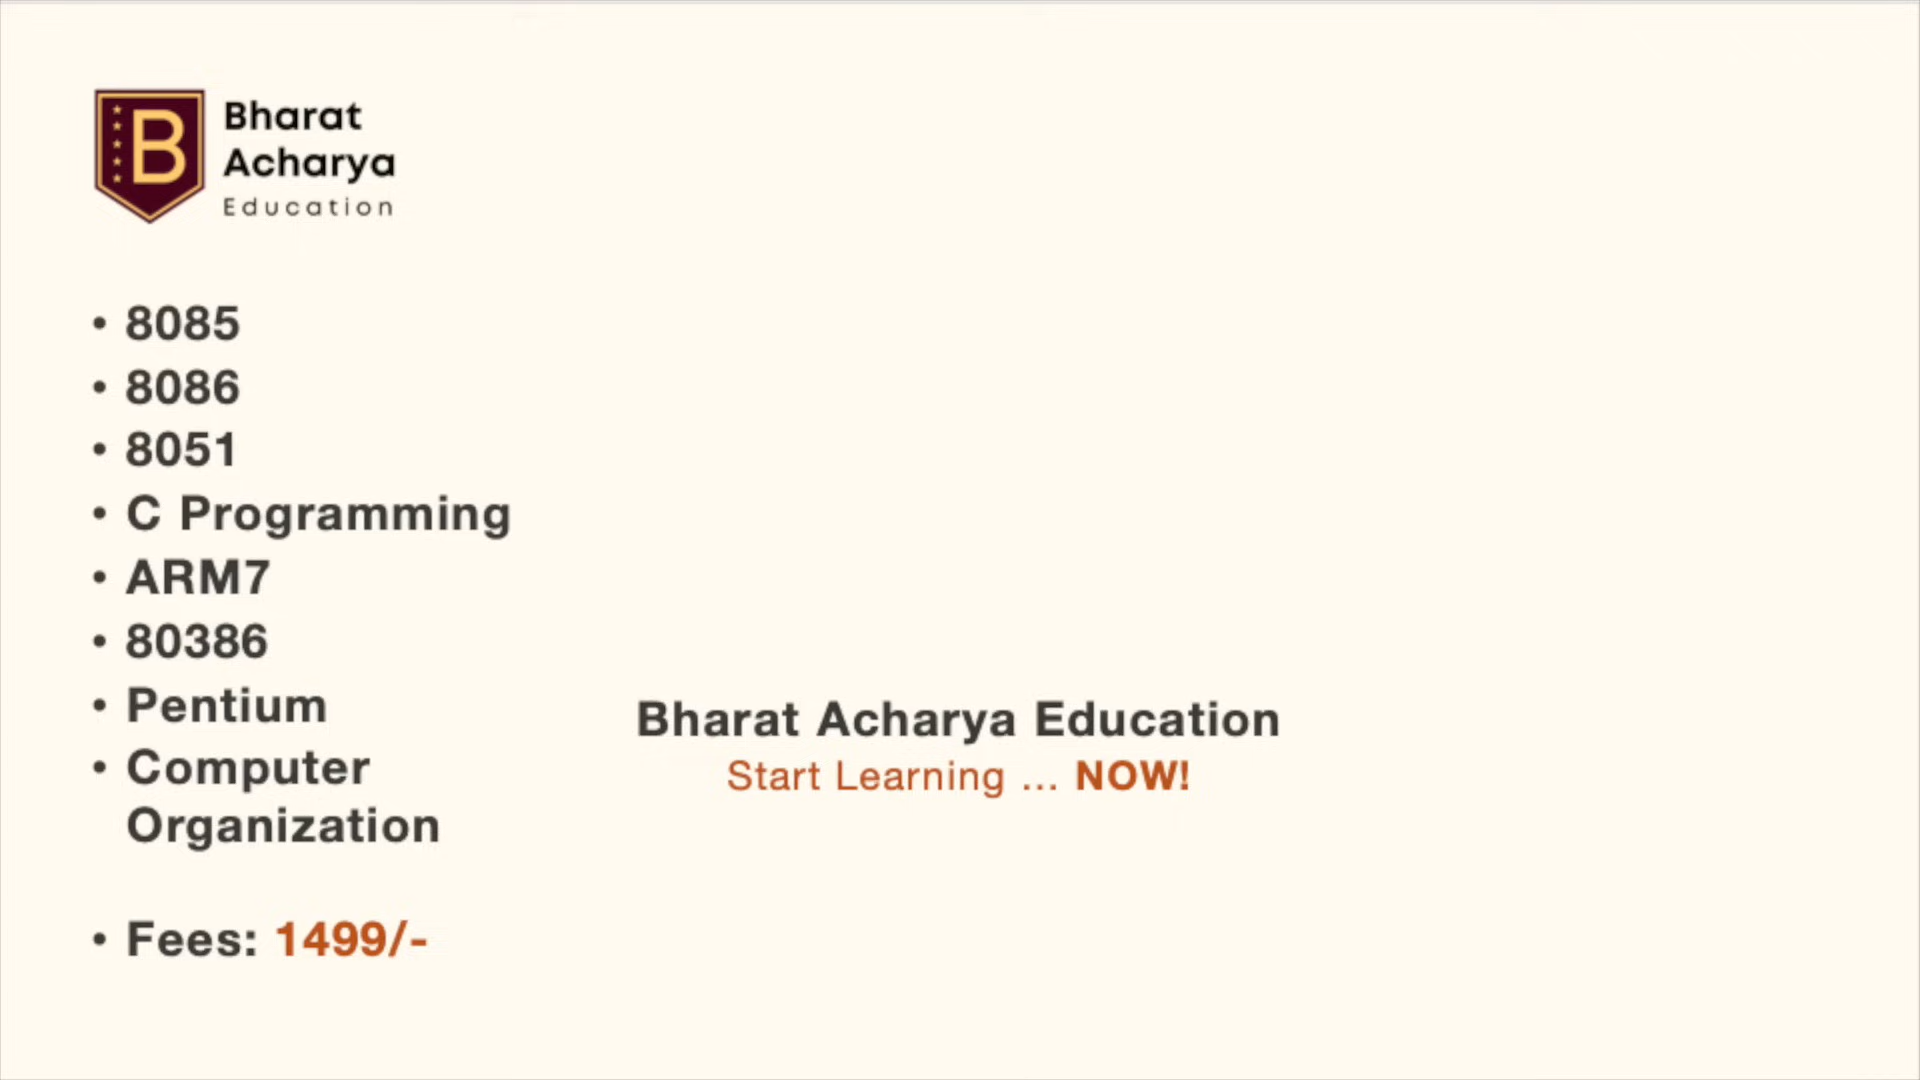 B
Bharat
Acharya
Education
• 8085
• 8086
• 8051
• C Programming
• ARM7
• 80386
• Pentium
• Computer
Organization
• Fees: 1499/-
Bharat Acharya Education
Start Learning ... NOW!